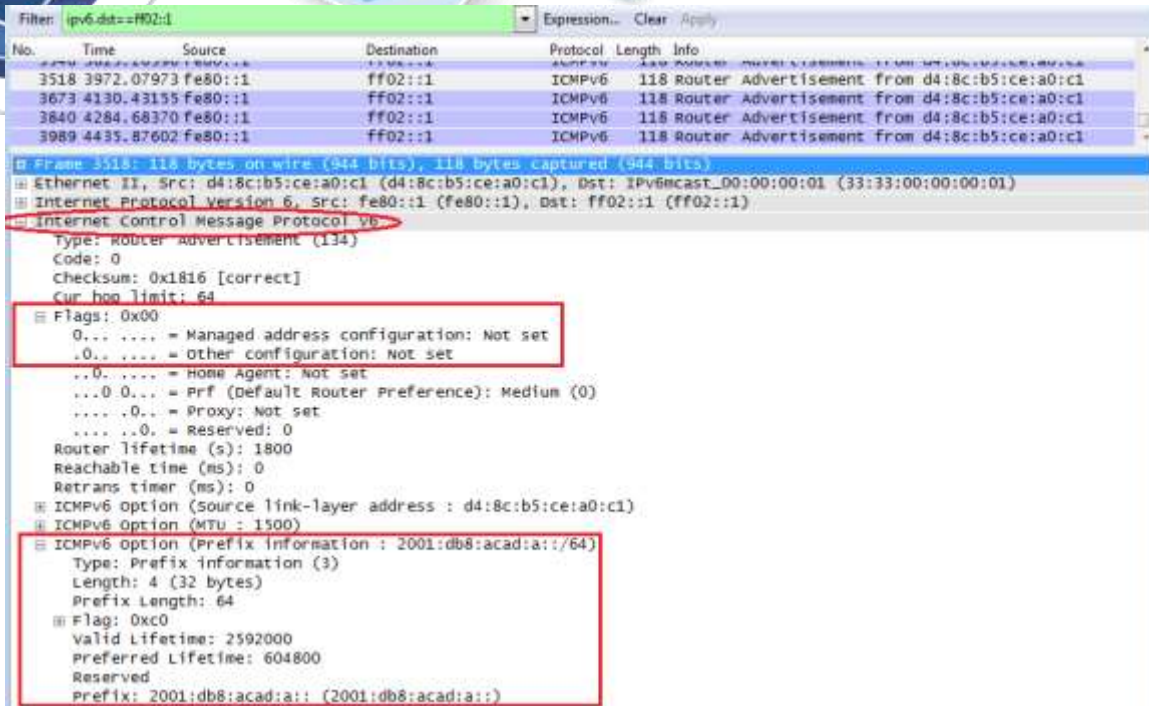 Filter: ipv6.dst==ff02::1 Expression... Clear Apply
No. Time Source Destination Protocol Length Info
3518 3972.07973 fe80::1 ff02::1 ICMPv6 118 Router Advertisement from d4:8c:b5:ce:a0:c1
3673 4130.43155 fe80::1 ff02::1 ICMPv6 118 Router Advertisement from d4:8c:b5:ce:a0:c1
3840 4284.68370 fe80::1 ff02::1 ICMPv6 118 Router Advertisement from d4:8c:b5:ce:a0:c1
3989 4435.87602 fe80::1 ff02::1 ICMPv6 118 Router Advertisement from d4:8c:b5:ce:a0:c1
Frame 3518: 118 bytes on wire (944 bits), 118 bytes captured (944 bits)
Ethernet II, Src: d4:8c:b5:ce:a0:c1 (d4:8c:b5:ce:a0:c1), Dst: IPv6mcast_00:00:00:01 (33:33:00:00:00:01)
Internet Protocol Version 6, Src: fe80::1 (fe80::1), Dst: ff02::1 (ff02::1)
Internet Control Message Protocol v6
Type: Router Advertisement (134)
Code: 0
Checksum: 0x1816 [correct]
Cur hop limit: 64
Flags: 0x00
0... .... = Managed address configuration: Not set
.0.. .... = Other configuration: Not set
..0. .... = Home Agent: Not set
...0 0... = Prf (Default Router Preference): Medium (0)
.... .0.. = Proxy: Not set
.... ..0. = Reserved: 0
Router lifetime (s): 1800
Reachable time (ms): 0
Retrans timer (ms): 0
ICMPv6 Option (Source link-layer address : d4:8c:b5:ce:a0:c1)
ICMPv6 Option (MTU : 1500)
ICMPv6 Option (Prefix information : 2001:db8:acad:a::/64)
Type: Prefix information (3)
Length: 4 (32 bytes)
Prefix Length: 64
Flag: 0xc0
Valid Lifetime: 2592000
Preferred Lifetime: 604800
Reserved
Prefix: 2001:db8:acad:a:: (2001:db8:acad:a::)